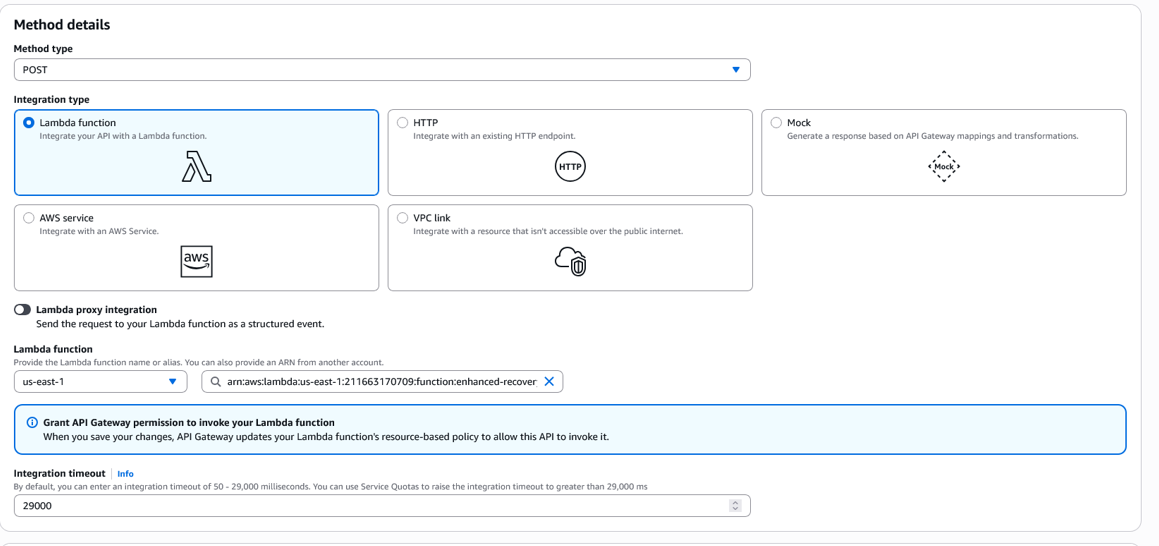 Method details
Method type
POST
Integration type
Lambda function
Integrate your API with a Lambda function.
HTTP
Integrate with an existing HTTP endpoint.
HTTP
Mock
Generate a response based on API Gateway mappings and transformations.
Mock
AWS service
Integrate with an AWS Service.
aws
VPC link
Integrate with a resource that isn't accessible over the public internet.
Lambda proxy integration
Send the request to your Lambda function as a structured event.
Lambda function
Provide the Lambda function name or alias. You can also provide an ARN from another account.
us-east-1
arn:aws:lambda:us-east-1:211663170709:function:enhanced-recover
Grant API Gateway permission to invoke your Lambda function
When you save your changes, API Gateway updates your Lambda function's resource-based policy to allow this API to invoke it.
Integration timeout Info
By default, you can enter an integration timeout of 50 - 29,000 milliseconds. You can use Service Quotas to raise the integration timeout to greater than 29,000 ms
29000